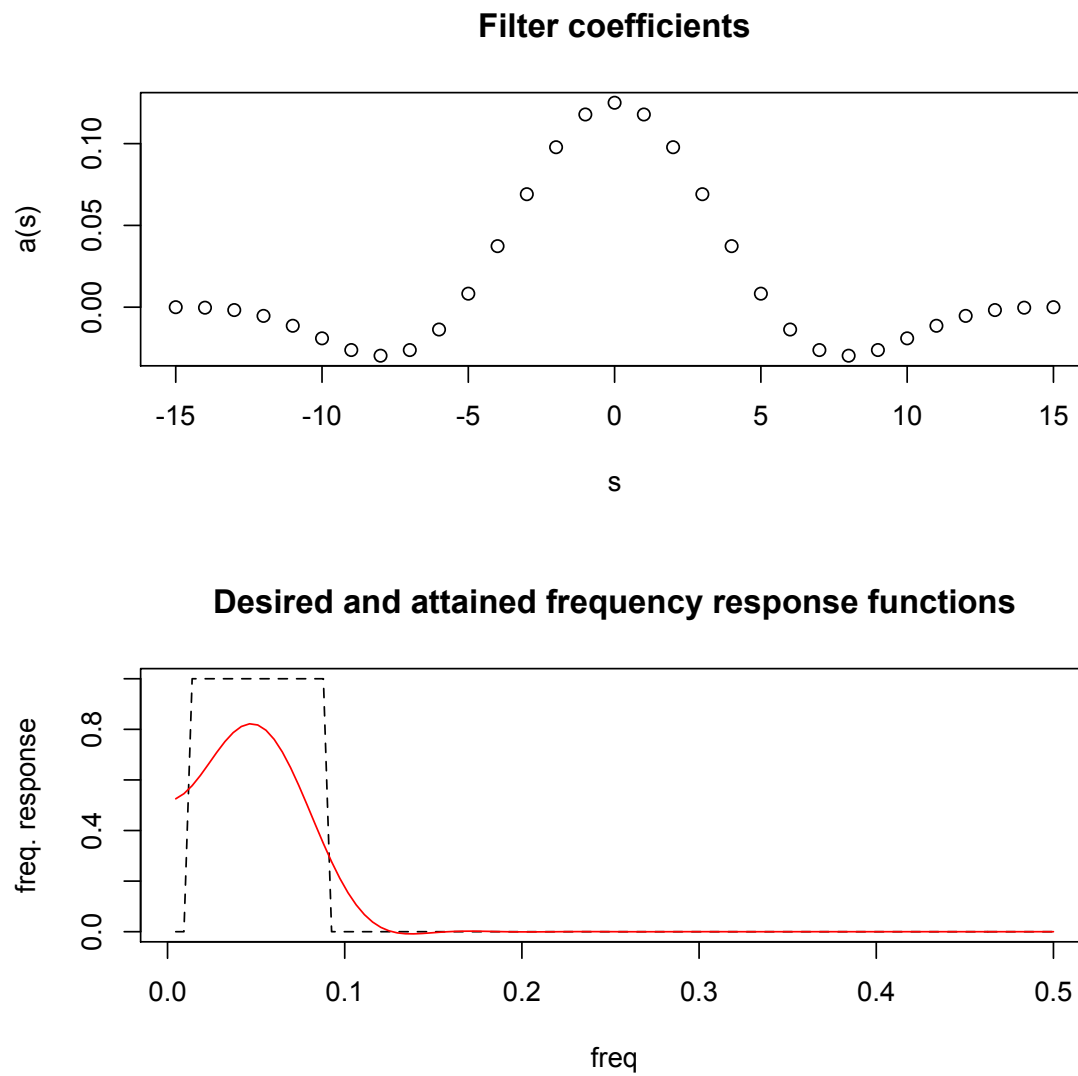 Filter coefficients
a(s)
0.10
0.05
0.00
-15 -10 -5 0 5 10 15
s
Desired and attained frequency response functions
freq. response
0.8
0.4
0.0
0.0 0.1 0.2 0.3 0.4 0.5
freq